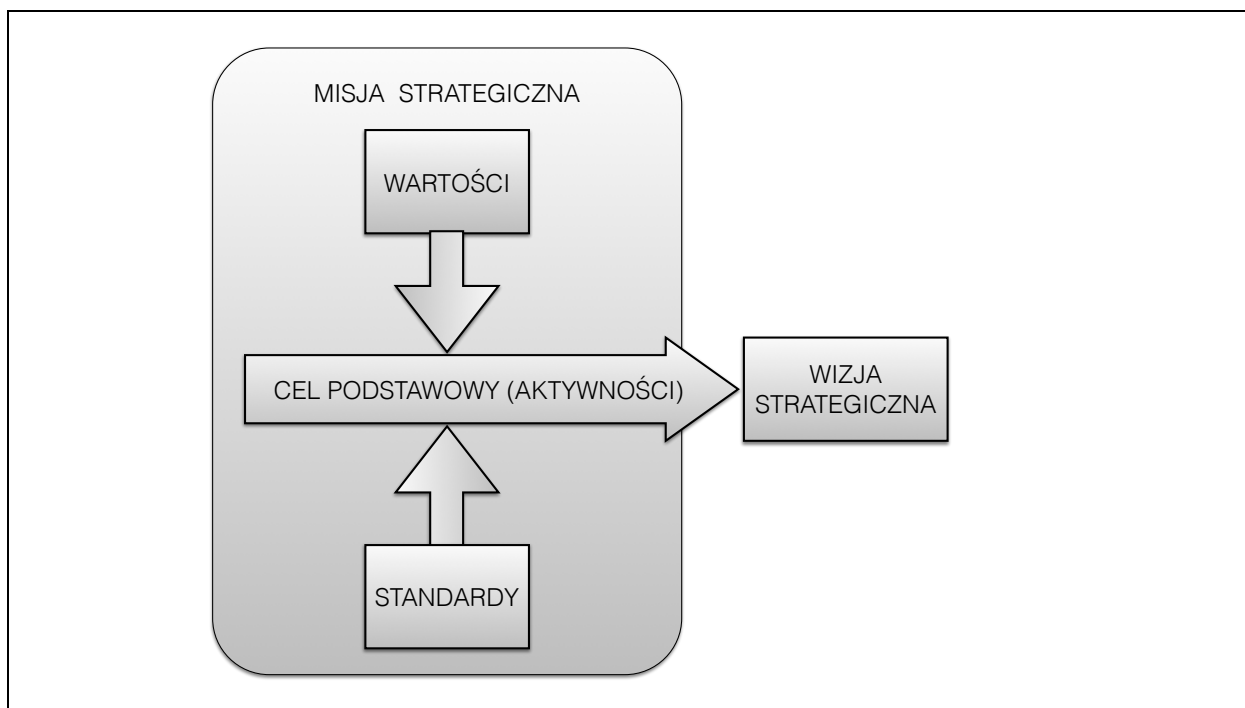 MISJA STRATEGICZNA
WARTOŚCI
CEL PODSTAWOWY (AKTYWNOŚCI)
WIZJA
STRATEGICZNA
STANDARDY